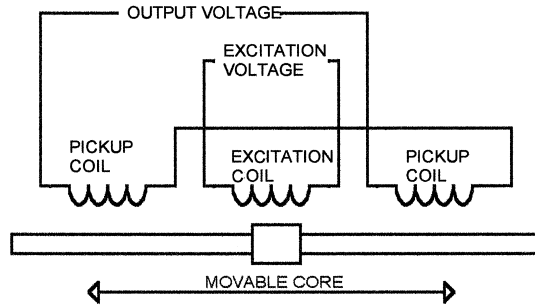 OUTPUT VOLTAGE
EXCITATION
VOLTAGE
PICKUP
COIL
EXCITATION
COIL
PICKUP
COIL
MOVABLE CORE